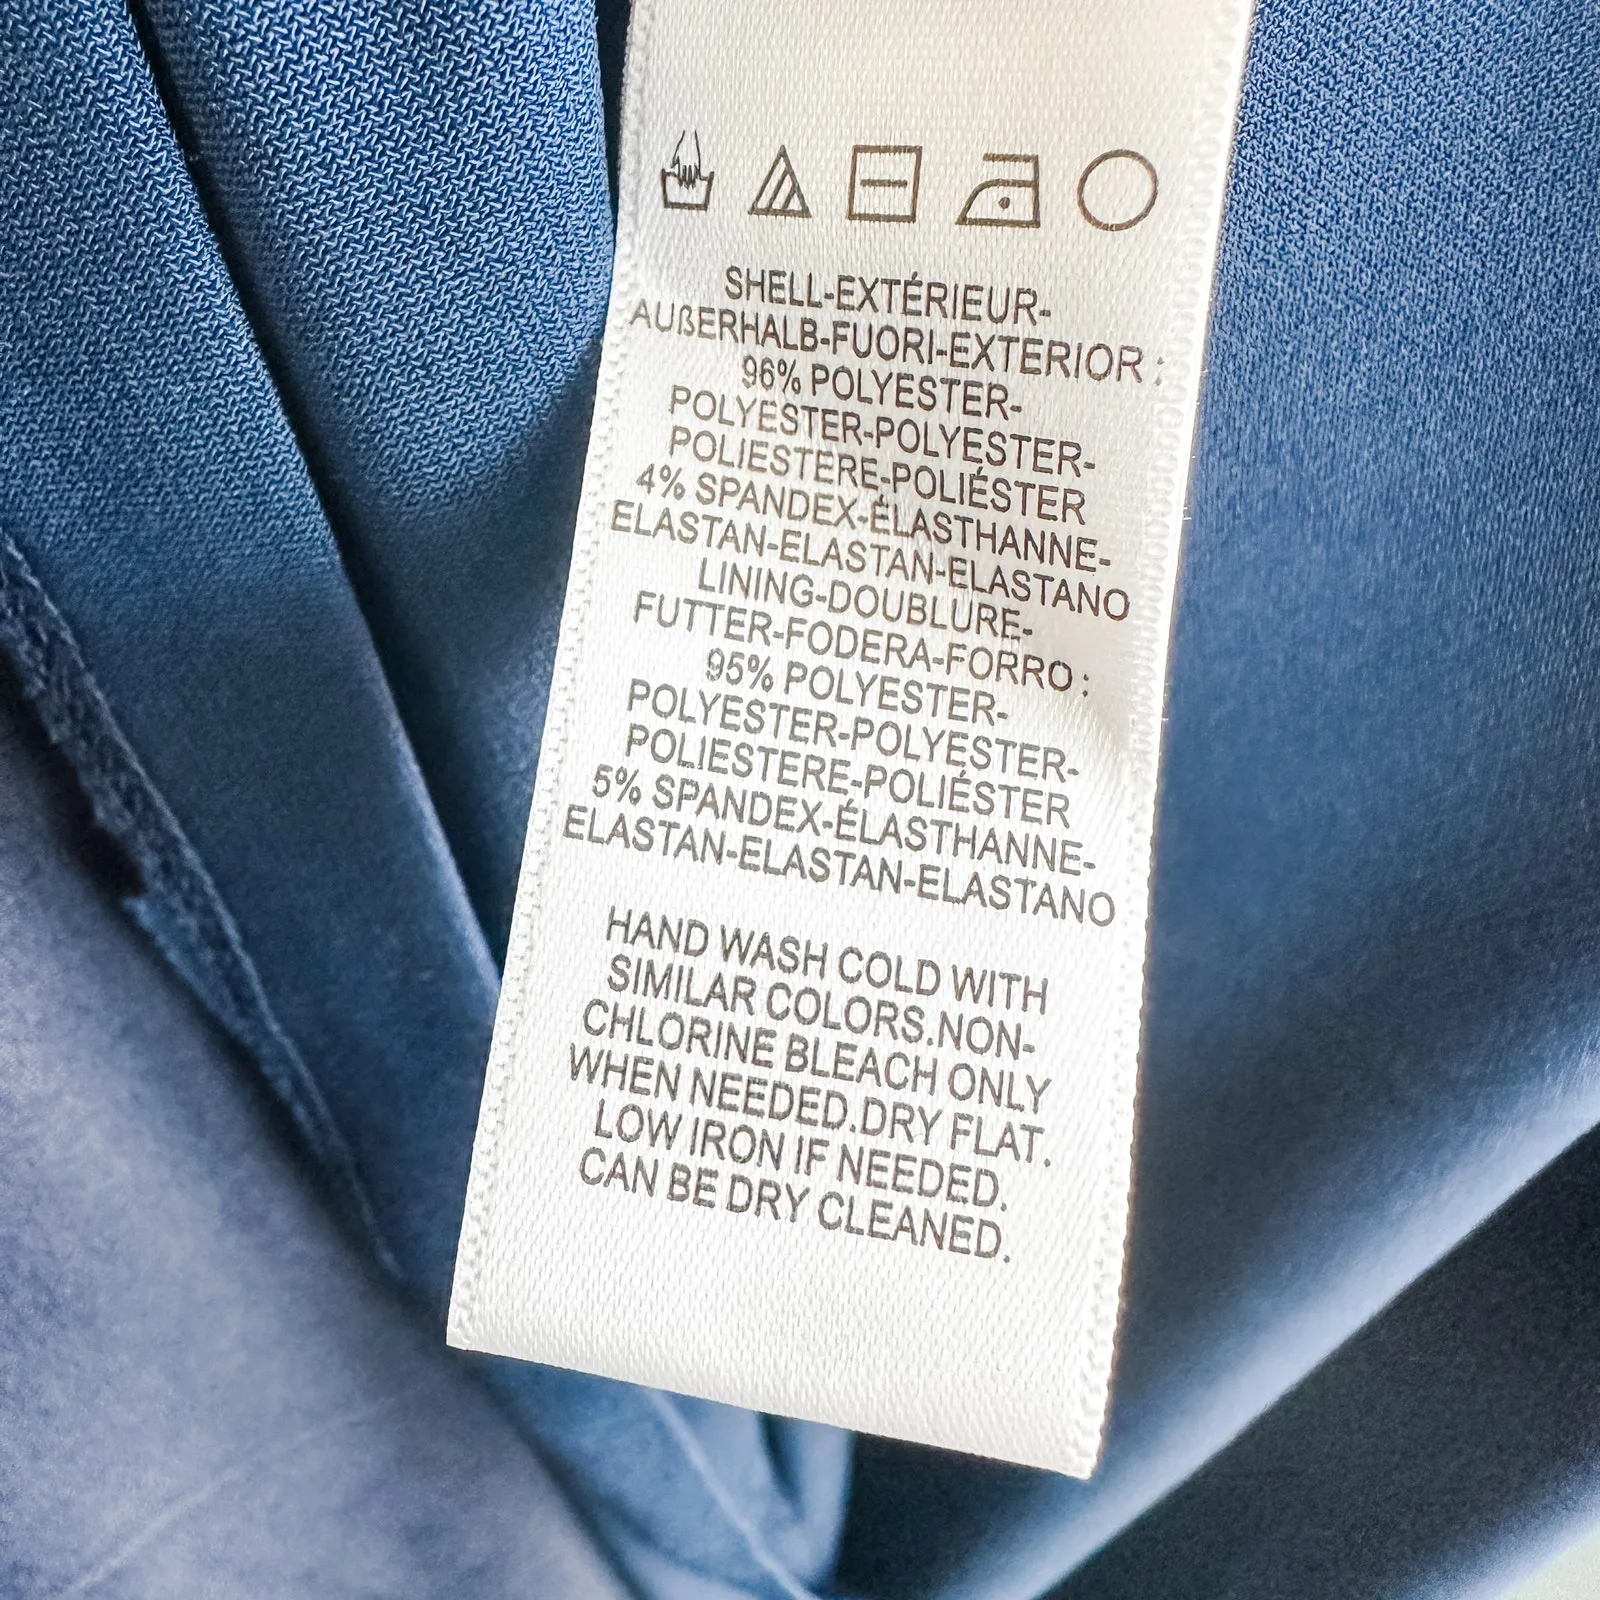 SHELL-EXTÉRIEUR-
AUßERHALB-FUORI-EXTERIOR :
96% POLYESTER-
POLYESTER-POLYESTER-
POLIESTERE-POLIÉSTER
4% SPANDEX-ÉLASTHANNE-
ELASTAN-ELASTAN-ELASTANO
LINING-DOUBLURE-
FUTTER-FODERA-FORRO :
95% POLYESTER-
POLYESTER-POLYESTER-
POLIESTERE-POLIÉSTER
5% SPANDEX-ÉLASTHANNE-
ELASTAN-ELASTAN-ELASTANO
HAND WASH COLD WITH
SIMILAR COLORS.NON-
CHLORINE BLEACH ONLY
WHEN NEEDED.DRY FLAT.
LOW IRON IF NEEDED.
CAN BE DRY CLEANED.